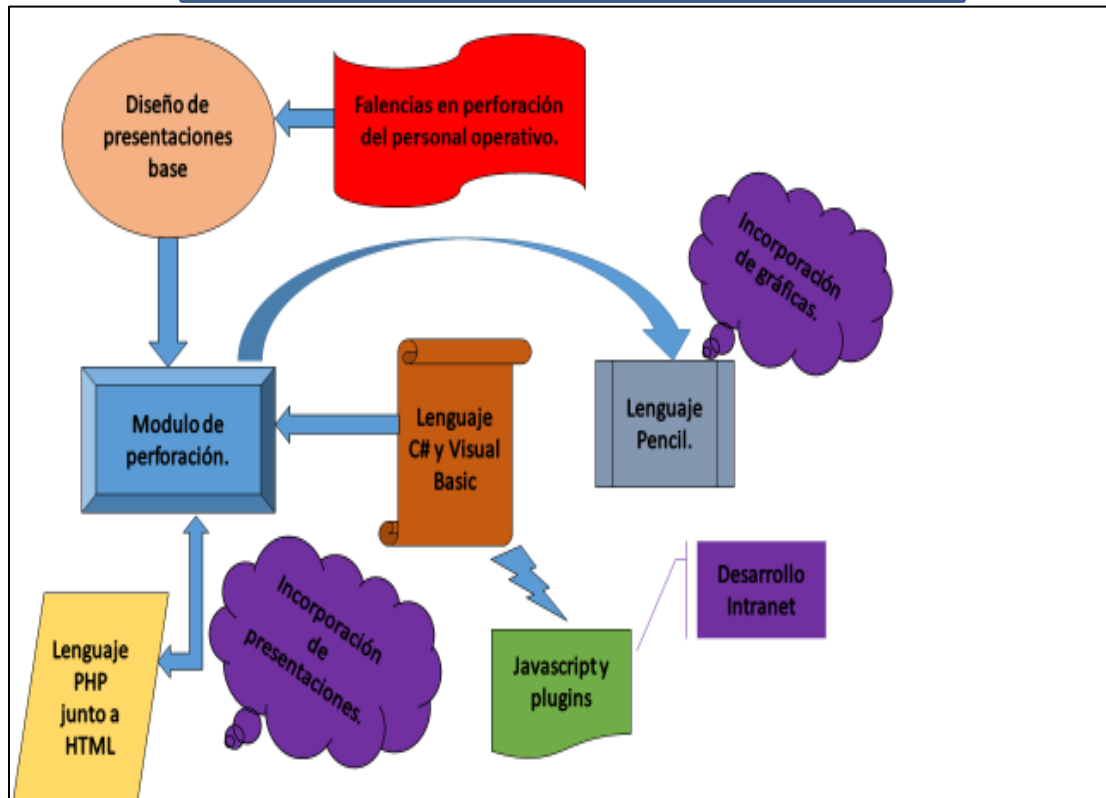 Diseño de
presentaciones
base
Falencias en perforación
del personal operativo.
Incorporación
de gráficas.
Modulo de
perforación.
Lenguaje
C# y Visual
Basic
Lenguaje
Pencil.
Lenguaje
PHP
junto a
HTML
Incorporación
de
presentaciones.
Javascript y
plugins
Desarrollo
Intranet